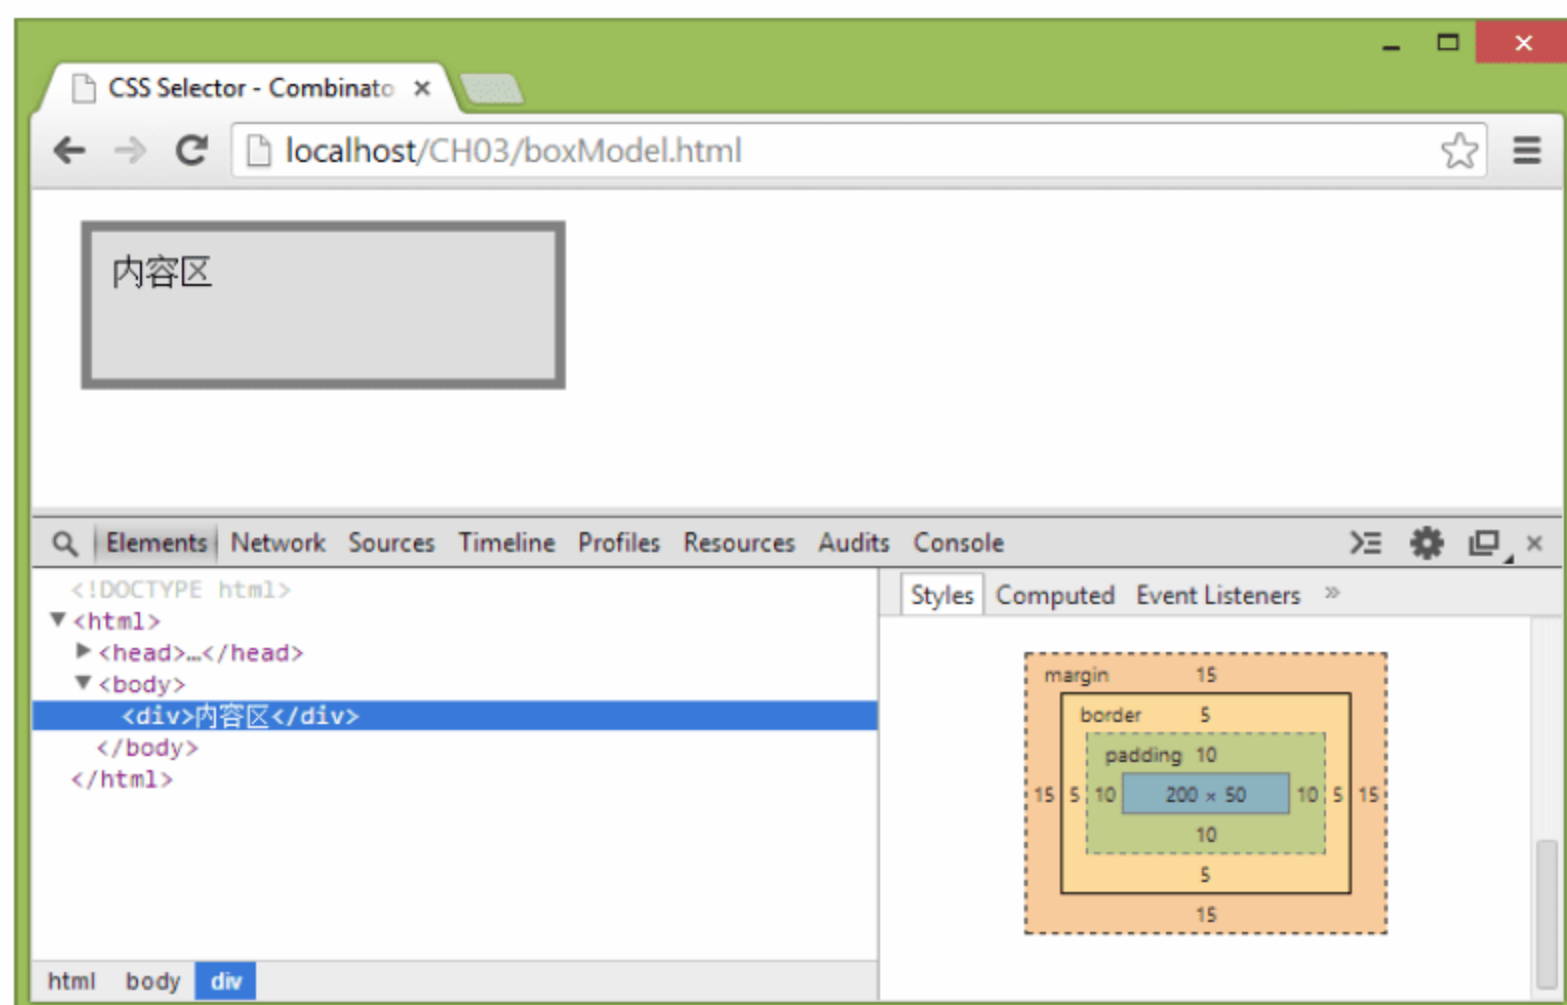 CSS Selector - Combinato
localhost/CH03/boxModel.html
内容区
Elements Network Sources Timeline Profiles Resources Audits Console
<!DOCTYPE html>
<html>
<head>…</head>
<body>
<div>内容区</div>
</body>
</html>
html body div
Styles Computed Event Listeners »
margin 15
border 5
padding 10
15 5 10 200 × 50 10 5 15
10
5
15